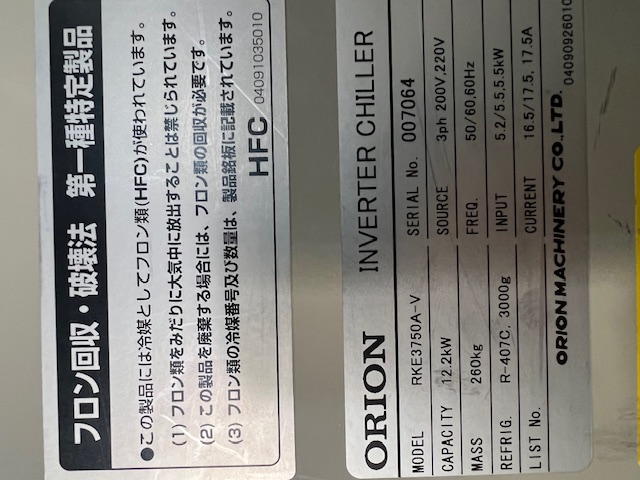 フロン回収・破壊法 第一種特定製品
●この製品には冷媒としてフロン類(HFC)が使われています。
(1) フロン類をみだりに大気中に放出することは禁じられています。
(2) この製品を廃棄する場合には、フロン類の回収が必要です。
(3) フロン類の冷媒番号及び数量は、製品銘板に記載されています。
HFC 04091035010
ORION INVERTER CHILLER
MODEL RKE3750A-V SERIAL No. 007064
CAPACITY 12.2kW SOURCE 3ph 200V,220V
MASS 260kg FREQ. 50/60,60Hz
REFRIG. R-407C, 3000g INPUT 5.2/5.5,5.5kW
LIST No. CURRENT 16.5/17.5, 17.5A
ORION MACHINERY CO.,LTD. 04090926010